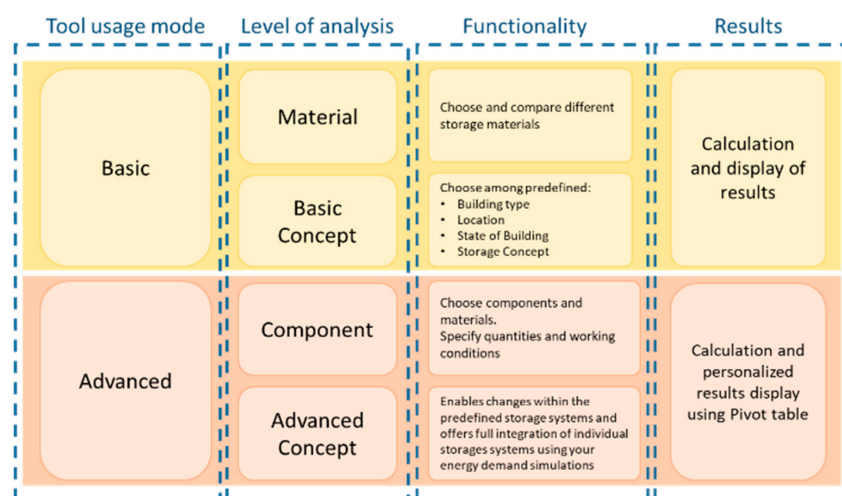 Tool usage mode
Level of analysis
Functionality
Results
Basic
Material
Choose and compare different
storage materials
Basic
Concept
Choose among predefined:
• Building type
• Location
• State of Building
• Storage Concept
Calculation
and display of
results
Advanced
Component
Choose components and
materials.
Specify quantities and working
conditions
Advanced
Concept
Enables changes within the
predefined storage systems and
offers full integration of individual
storages systems using your
energy demand simulations
Calculation and
personalized
results display
using Pivot table